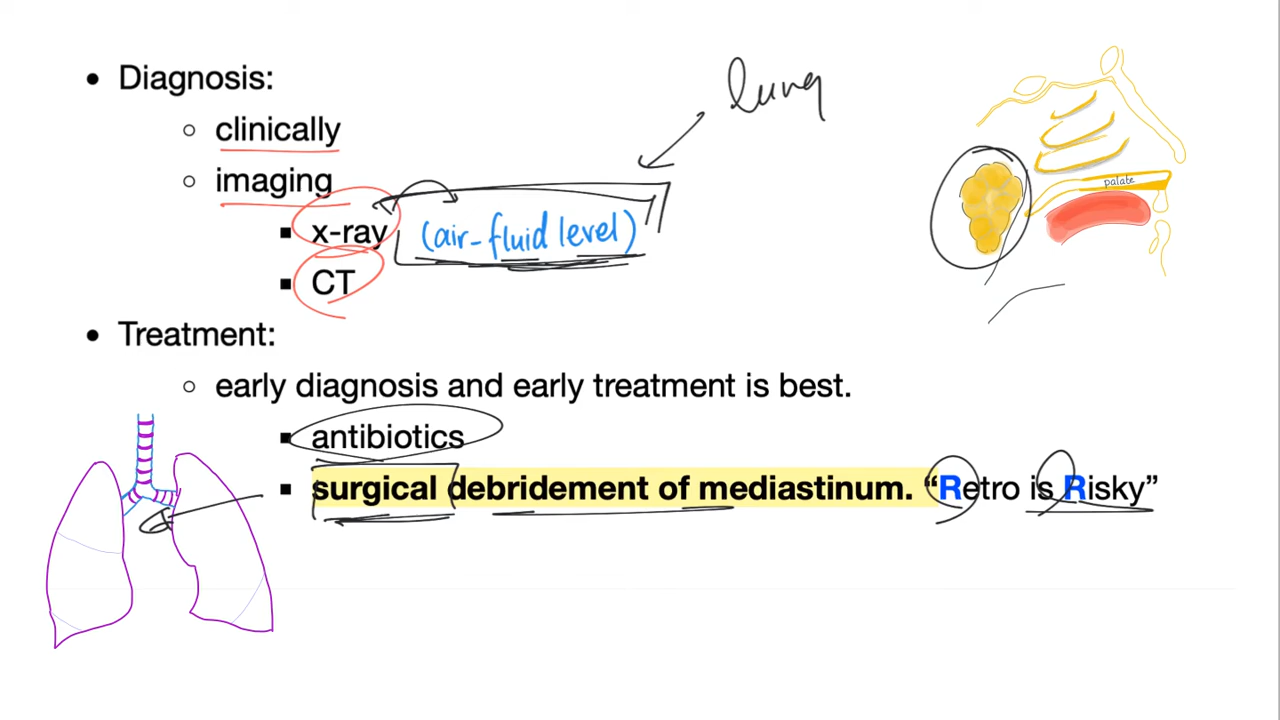 Diagnosis:
lung
clinically
imaging
x-ray (air-fluid level)
CT
palate
Treatment:
early diagnosis and early treatment is best.
antibiotics
surgical debridement of mediastinum. “Retro is Risky”